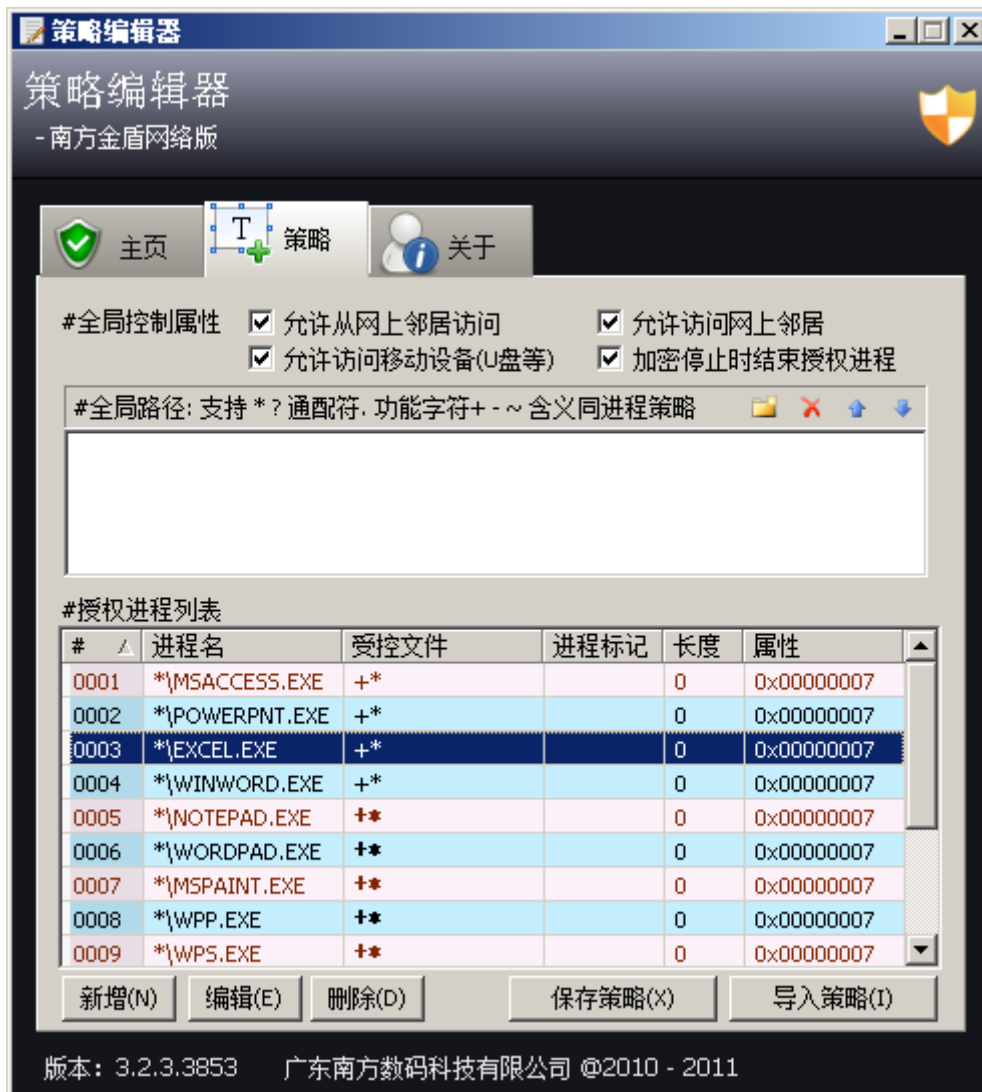 策略编辑器
策略编辑器
-南方金盾网络版
主页
T
策略
关于
#全局控制属性 允许从网上邻居访问 允许访问网上邻居
允许访问移动设备(U盘等) 加密停止时结束授权进程
#全局路径: 支持 * ? 通配符. 功能字符+ - ~ 含义同进程策略
#授权进程列表
# 进程名 受控文件 进程标记 长度 属性
0001 *\MSACCESS.EXE +* 0 0x00000007
0002 *\POWERPNT.EXE +* 0 0x00000007
0003 *\EXCEL.EXE +* 0 0x00000007
0004 *\WINWORD.EXE +* 0 0x00000007
0005 *\NOTEPAD.EXE +* 0 0x00000007
0006 *\WORDPAD.EXE +* 0 0x00000007
0007 *\MSPAINT.EXE +* 0 0x00000007
0008 *\WPP.EXE +* 0 0x00000007
0009 *\WPS.EXE +* 0 0x00000007
新增(N) 编辑(E) 删除(D) 保存策略(X) 导入策略(I)
版本: 3.2.3.3853 广东南方数码科技有限公司 @2010 - 2011